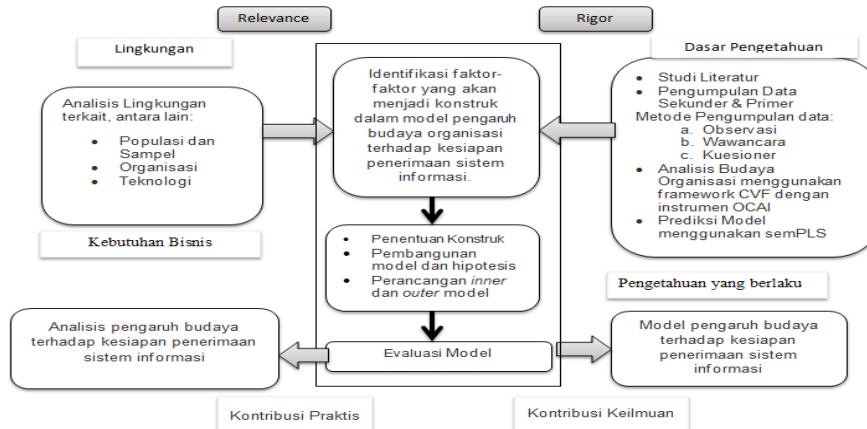 Relevance
Rigor
Lingkungan
Dasar Pengetahuan
Analisis Lingkungan
terkait, antara lain:
• Populasi dan
Sampel
• Organisasi
• Teknologi
Kebutuhan Bisnis
Identifikasi faktor-
faktor yang akan
menjadi konstruk
dalam model pengaruh
budaya organisasi
terhadap kesiapan
penerimaan sistem
informasi.
• Studi Literatur
• Pengumpulan Data
Sekunder & Primer
Metode Pengumpulan data:
a. Observasi
b. Wawancara
c. Kuesioner
• Analisis Budaya
Organisasi menggunakan
framework CVF dengan
instrumen OCAI
• Prediksi Model
menggunakan semPLS
Pengetahuan yang berlaku
• Penentuan Konstruk
• Pembangunan
model dan hipotesis
• Perancangan inner
dan outer model
Analisis pengaruh budaya
terhadap kesiapan penerimaan
sistem informasi
Evaluasi Model
Model pengaruh budaya
terhadap kesiapan
penerimaan sistem
informasi
Kontribusi Praktis
Kontribusi Keilmuan